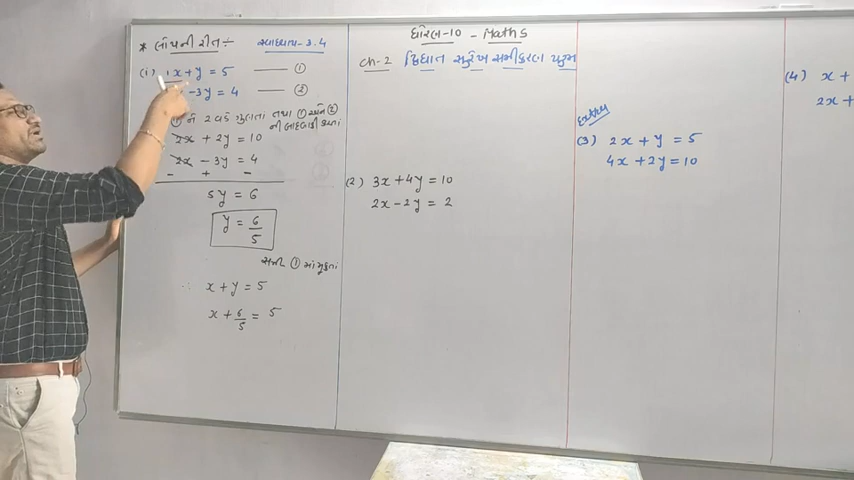 ધોરણ-10 - Maths
Ch-2 દ્વિઘાત સુરેખ સમીકરણ યુગ્મ
* લોપની રીત :- સ્વાધ્યાય-3.4
(i) 1x+y = 5 —— ①
-3y = 4 —— ②
① ને 2 વડે ગુણતા તથા ① અને ②
ની બાદબાકી કરતાં
2x + 2y = 10
2x - 3y = 4
- + -
5y = 6
y = 6/5
સમી ① માં મુકતાં
∴ x + y = 5
x + 6/5 = 5
(2) 3x + 4y = 10
2x - 2y = 2
(3) 2x + y = 5
4x + 2y = 10
(4) x +
2x +